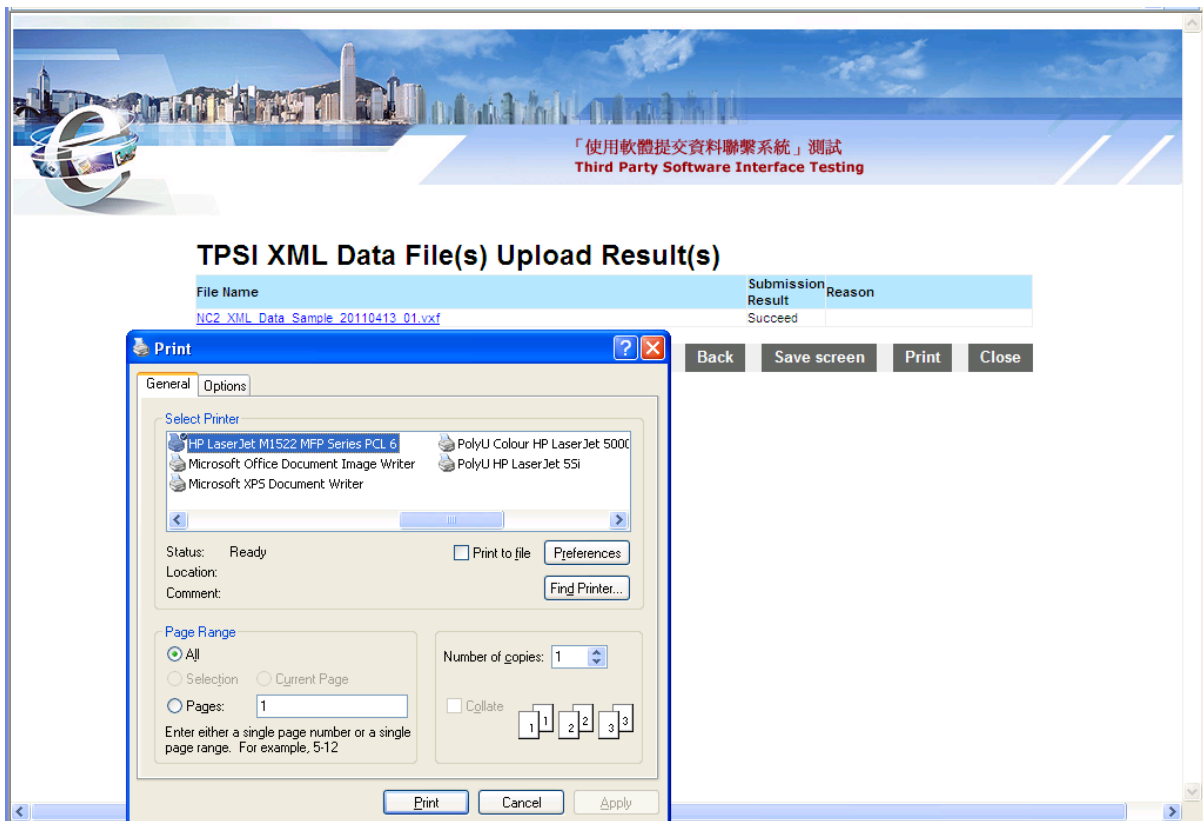 「使用軟體提交資料聯繫系統」測試
Third Party Software Interface Testing
TPSI XML Data File(s) Upload Result(s)
File Name
Submission Result
Reason
NC2_XML_Data_Sample_20110413_01.vxf
Succeed
Back
Save screen
Print
Close
Print
General
Options
Select Printer
HP LaserJet M1522 MFP Series PCL 6
PolyU Colour HP LaserJet 5000
Microsoft Office Document Image Writer
PolyU HP LaserJet 5Si
Microsoft XPS Document Writer
Status: Ready
Print to file
Preferences
Location:
Comment:
Find Printer...
Page Range
All
Selection
Current Page
Pages: 1
Enter either a single page number or a single
page range. For example, 5-12
Number of copies: 1
Collate
1 1 2 2 3 3
Print
Cancel
Apply